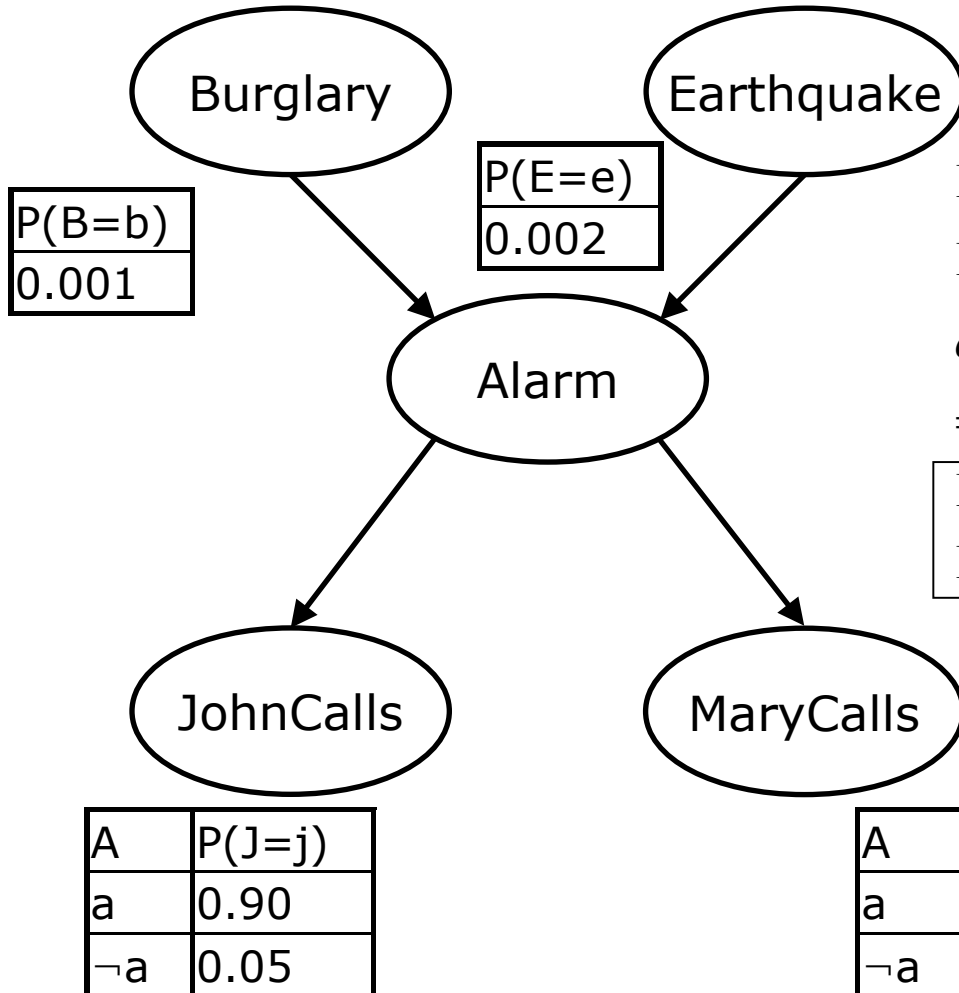 Burglary
Earthquake
P(E=e)
0.002
P(B=b)
0.001
Alarm
JohnCalls
MaryCalls
A P(J=j)
a 0.90
¬a 0.05
A
a
¬a